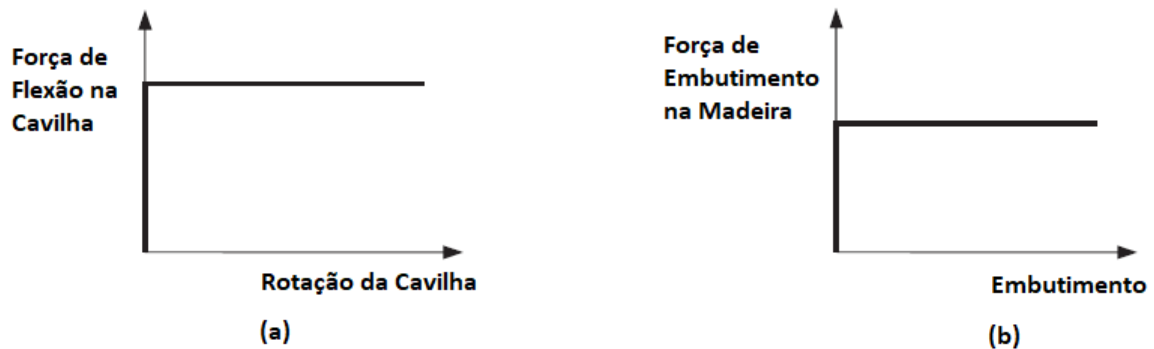 Força de
Flexão na
Cavilha
Rotação da Cavilha
(a)
Força de
Embutimento
na Madeira
Embutimento
(b)